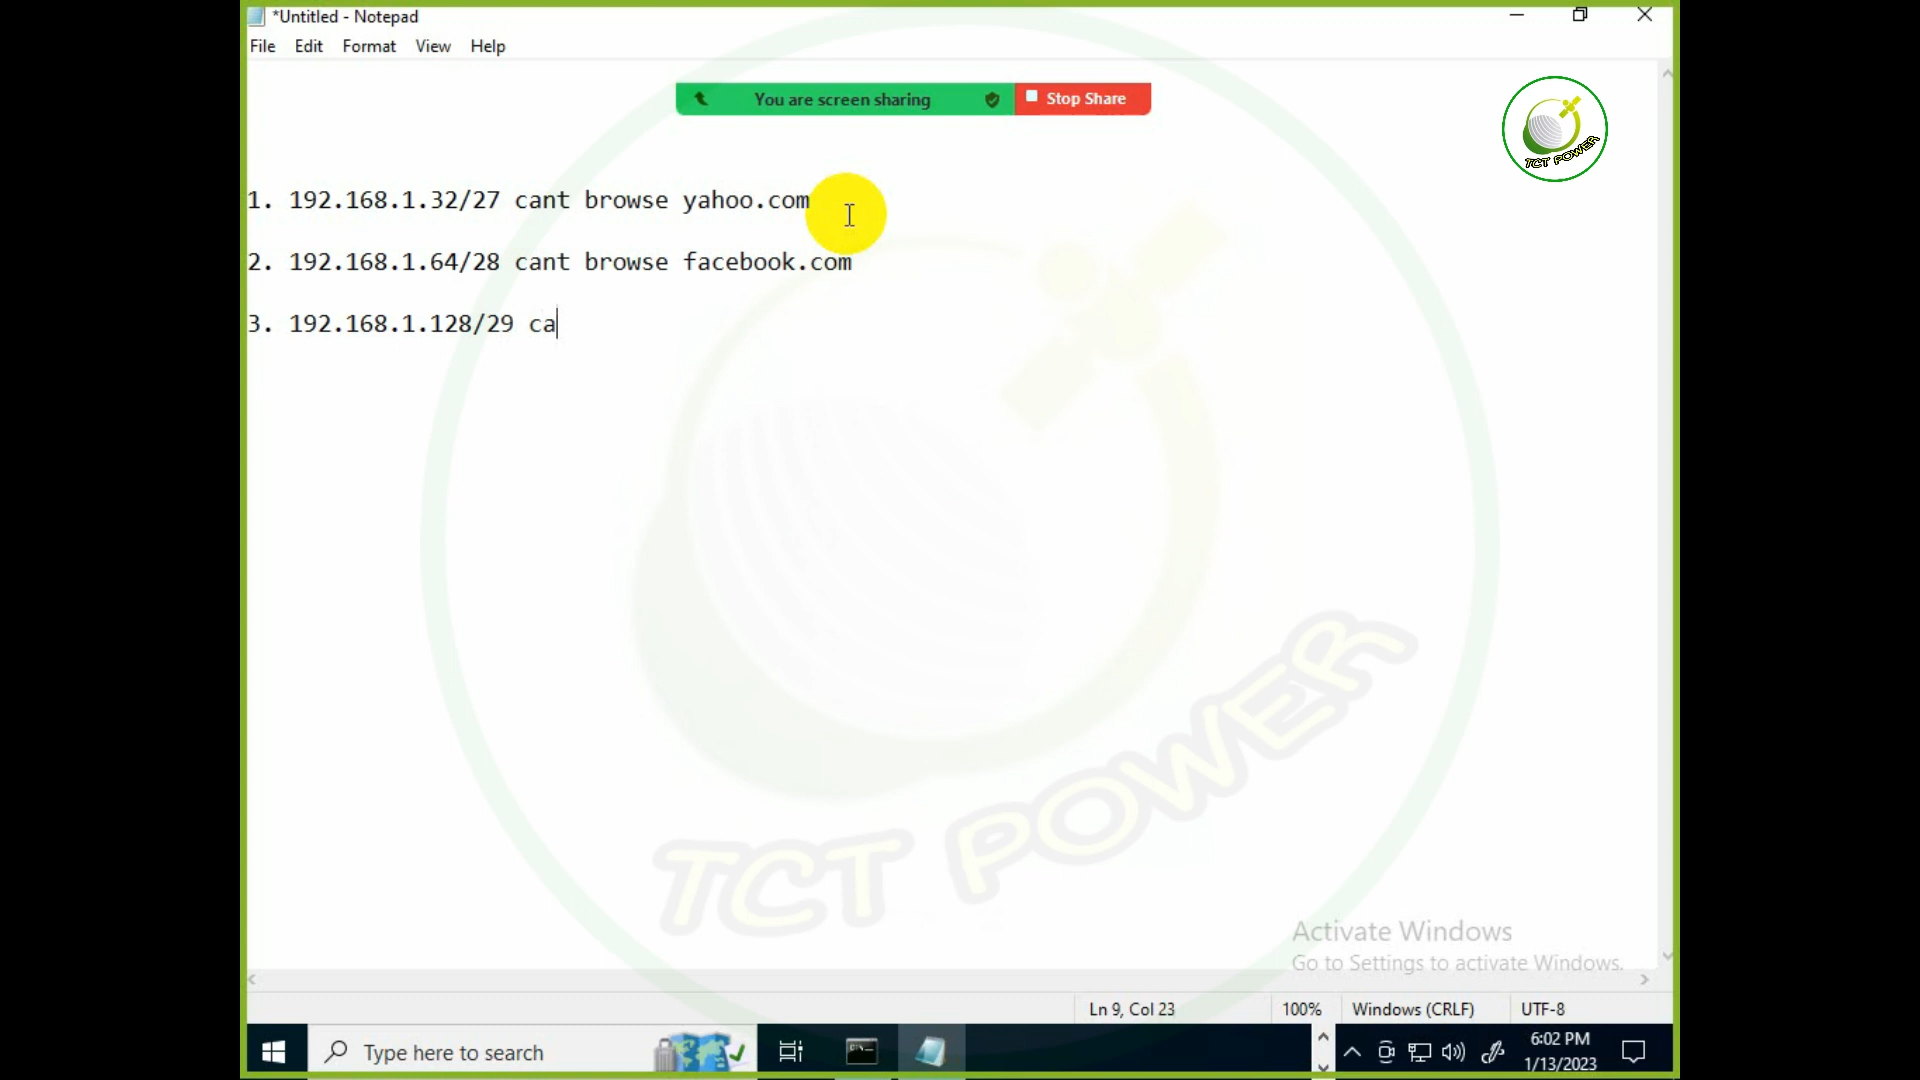 *Untitled - Notepad
File Edit Format View Help
You are screen sharing Stop Share
TCT POWER
1. 192.168.1.32/27 cant browse yahoo.com
2. 192.168.1.64/28 cant browse facebook.com
3. 192.168.1.128/29 ca
TCT POWER
Activate Windows
Go to Settings to activate Windows.
Ln 9, Col 23 100% Windows (CRLF) UTF-8
Type here to search
6:02 PM
1/13/2023